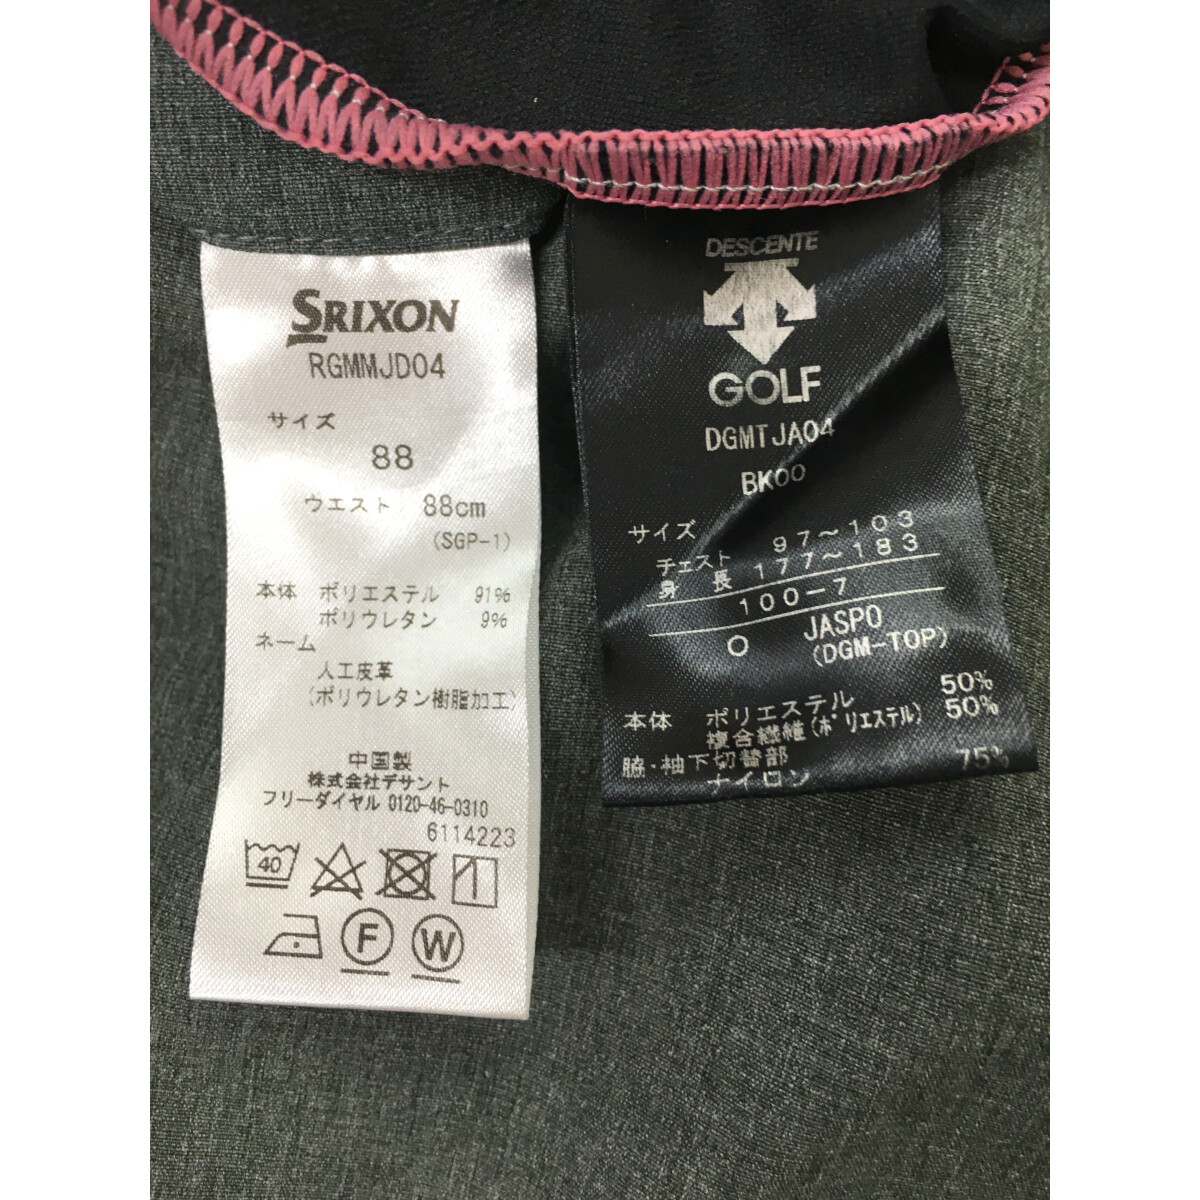 SRIXON
RGMMJD04
サイズ
88
ウエスト 88cm
(SGP-1)
本体 ポリエステル 91%
ポリウレタン 9%
ネーム
人工皮革
(ポリウレタン樹脂加工)
中国製
株式会社デサント
フリーダイヤル 0120-46-0310
6114223
40
F
W
DESCENTE
GOLF
DGMTJA04
BK00
サイズ
チェスト 97～103
身長 177～183
100-7
O JASPO
(DGM-TOP)
本体 ポリエステル 50%
複合繊維(ポリエステル) 50%
脇・袖下切替部
ナイロン 75%